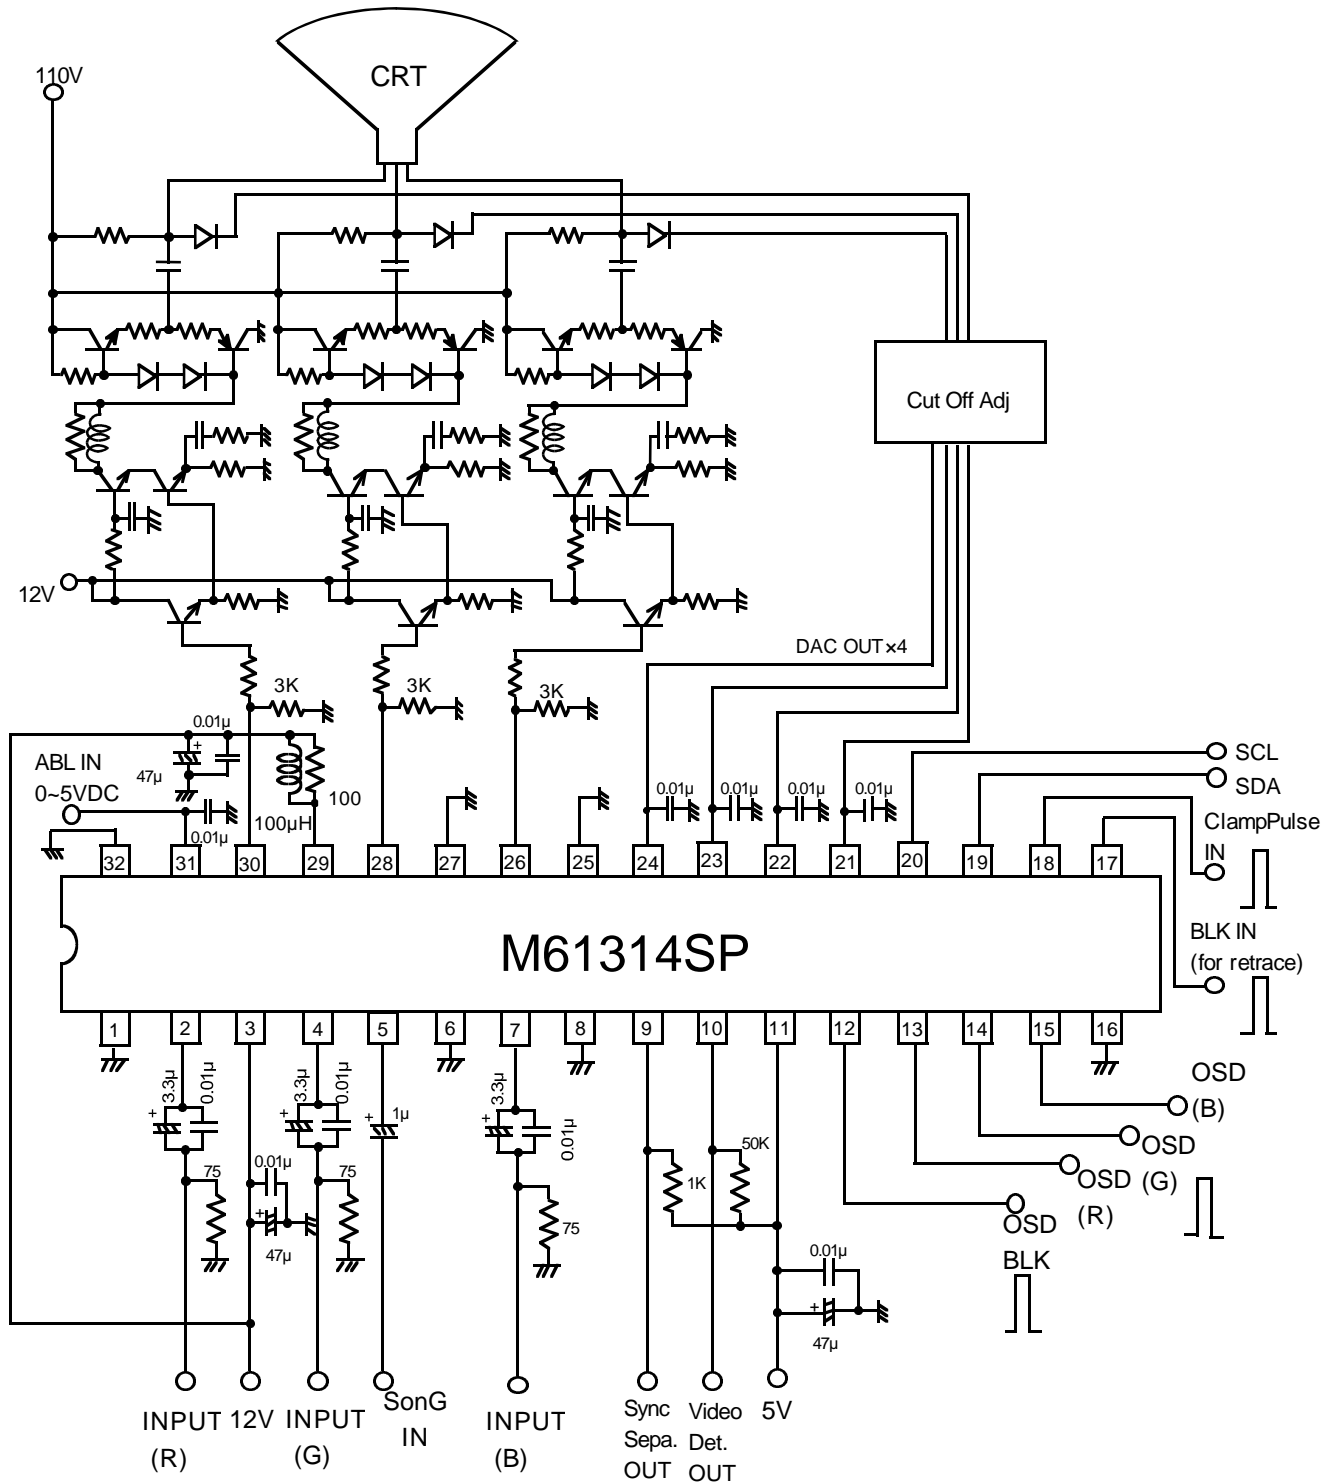 CRT
110V
Cut Off Adj
12V
DAC OUT×4
3K
3K
3K
0.01µ
+
47µ
ABL IN
0~5VDC
0.01µ
100µH
100
0.01µ
0.01µ
0.01µ
0.01µ
SCL
SDA
ClampPulse
IN
BLK IN
(for retrace)
32
31
30
29
28
27
26
25
24
23
22
21
20
19
18
17
M61314SP
1
2
3
4
5
6
7
8
9
10
11
12
13
14
15
16
3.3µ
0.01µ
+
75
0.01µ
+
47µ
3.3µ
0.01µ
+
75
+
1µ
3.3µ
+
0.01µ
75
1K
50K
0.01µ
+
47µ
OSD
(B)
OSD
(G)
OSD
(R)
OSD
BLK
INPUT
(R)
12V
INPUT
(G)
SonG
IN
INPUT
(B)
Sync
Sepa.
OUT
Video
Det.
OUT
5V